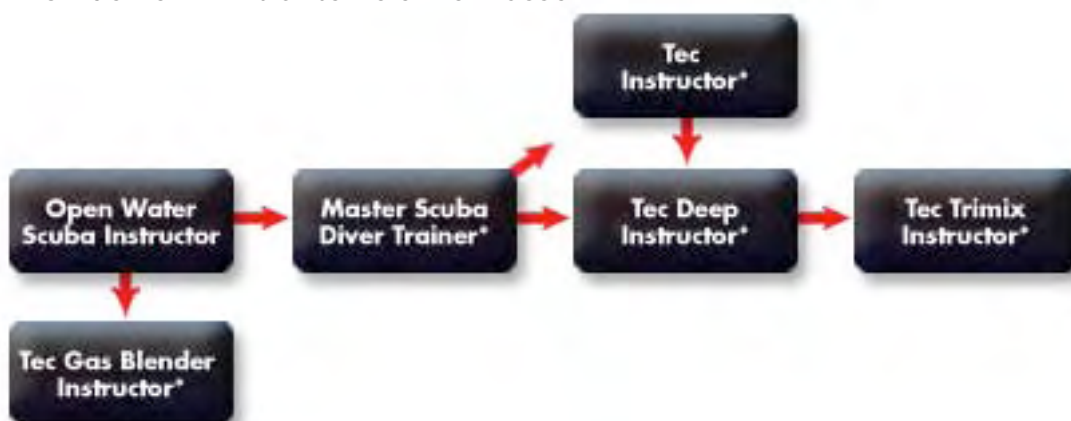 Tec
Instructor*
Open Water
Scuba Instructor
Master Scuba
Diver Trainer*
Tec Deep
Instructor*
Tec Trimix
Instructor*
Tec Gas Blender
Instructor*